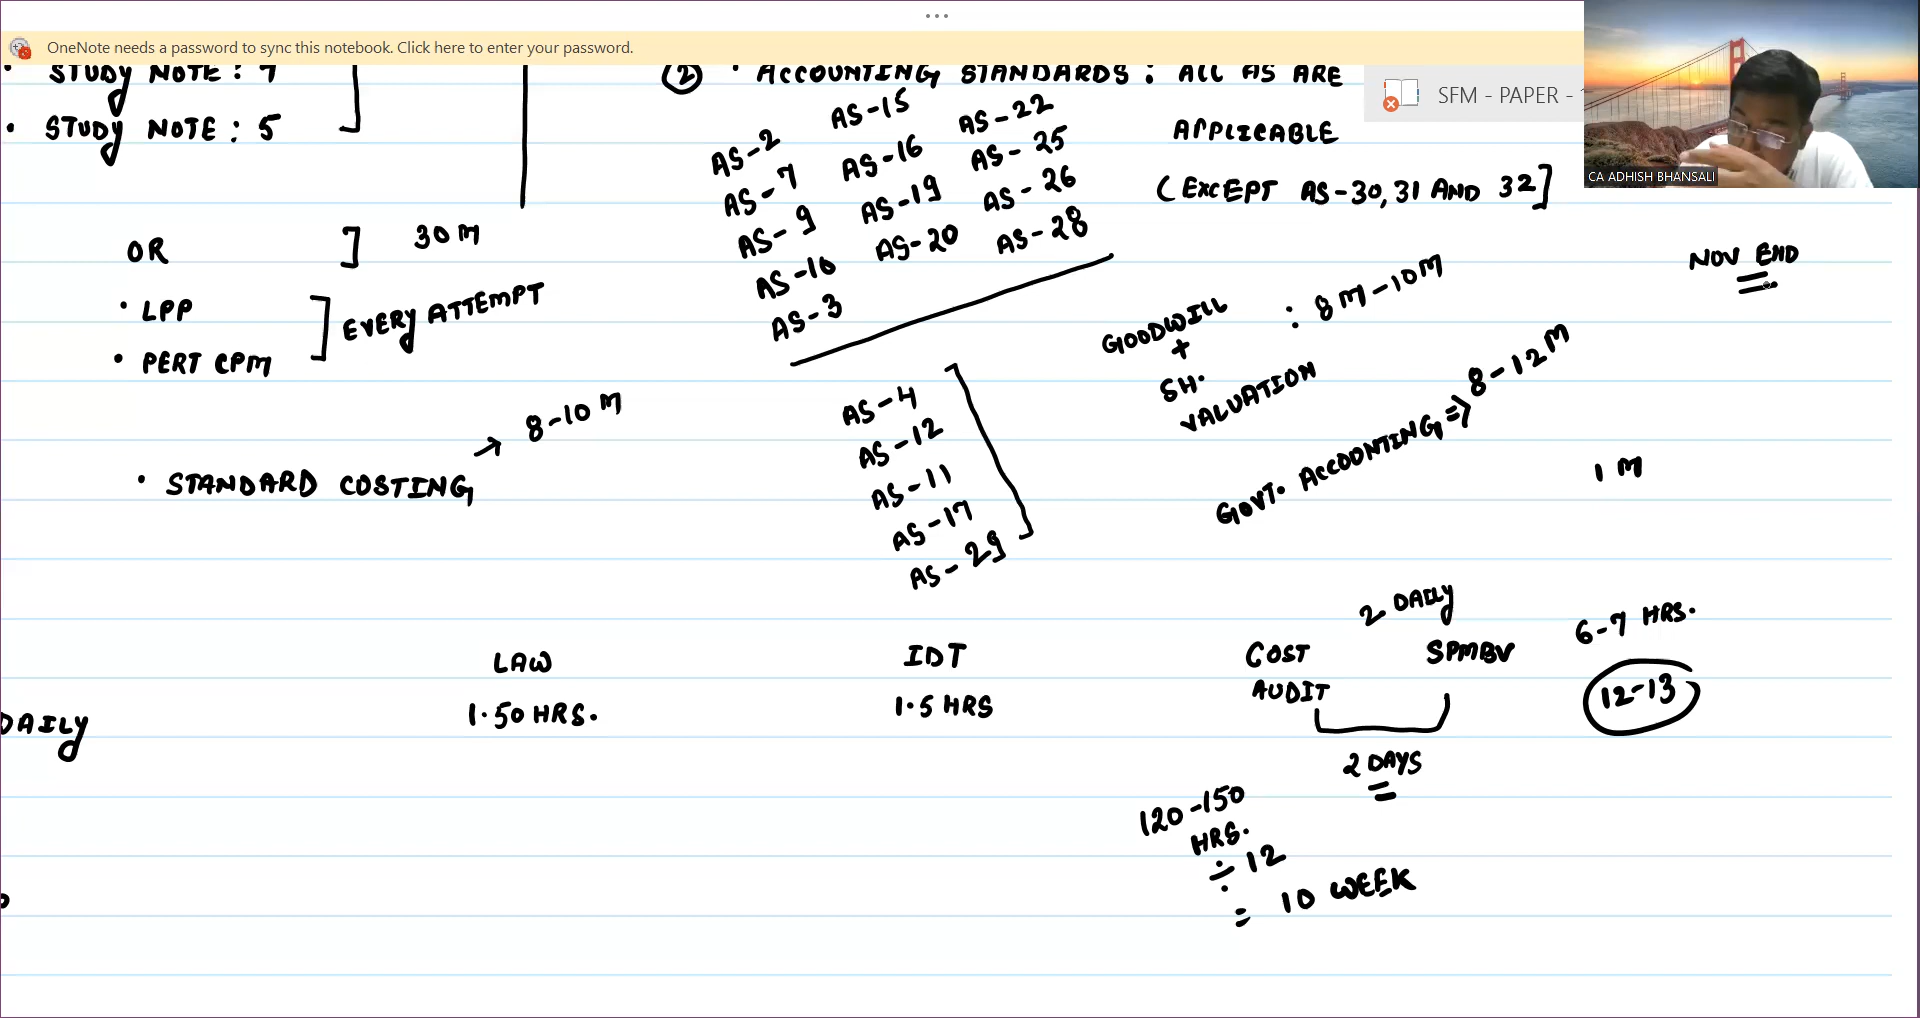 OneNote needs a password to sync this notebook. Click here to enter your password.
SFM - PAPER -
CA ADHISH BHANSALI
• STUDY NOTE : 7
• STUDY NOTE : 5
OR ] 30 M
• LPP
• PERT CPM
EVERY ATTEMPT
• STANDARD COSTING → 8-10 M
② • ACCOUNTING STANDARDS : ALL AS ARE
APPLICABLE
(EXCEPT AS-30, 31 AND 32]
AS-2
AS-7
AS-9
AS-10
AS-3
AS-15
AS-16
AS-19
AS-20
AS-22
AS-25
AS-26
AS-28
AS-4
AS-12
AS-11
AS-17
AS-29
GOODWILL
+
SH.
VALUATION
: 8M-10M
GOVT. ACCOUNTING => 8-12M
NOV END
1 M
DAILY
LAW
1.50 HRS.
IDT
1.5 HRS
2 DAILY
COST
AUDIT
SPMBV
2 DAYS
6-7 HRS.
12-13
120-150
HRS.
÷ 12
= 10 WEEK